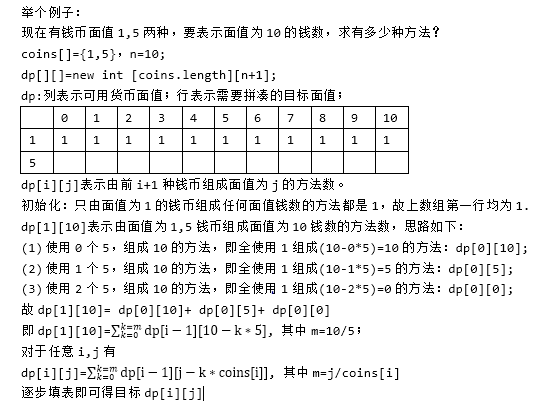 举个例子：
现在有钱币面值 1,5 两种，要表示面值为 10 的钱数，求有多少种方法？
coins[]={1,5}，n=10;
dp[][]=new int [coins.length][n+1];
dp:列表示可用货币面值；行表示需要拼凑的目标面值；
0 1 2 3 4 5 6 7 8 9 10
1 1 1 1 1 1 1 1 1 1 1 1
5
dp[i][j]表示由前 i+1 种钱币组成面值为 j 的方法数。
初始化：只由面值为 1 的钱币组成任何面值钱数的方法都是 1，故上数组第一行均为 1.
dp[1][10]表示由面值为 1,5 钱币组成面值为 10 钱数的方法数，思路如下：
(1) 使用 0 个 5，组成 10 的方法，即全使用 1 组成(10-0*5)=10 的方法：dp[0][10];
(2) 使用 1 个 5，组成 10 的方法，即全使用 1 组成(10-1*5)=5 的方法：dp[0][5];
(3) 使用 2 个 5，组成 10 的方法，即全使用 1 组成(10-2*5)=0 的方法：dp[0][0];
故 dp[1][10]= dp[0][10]+ dp[0][5]+ dp[0][0]
即 dp[1][10]=∑_{k=0}^{k=m} dp[i − 1][10 − k ∗ 5]，其中 m=10/5;
对于任意 i,j 有
dp[i][j]=∑_{k=0}^{k=m} dp[i − 1][j − k ∗ coins[i]]，其中 m=j/coins[i]
逐步填表即可得目标 dp[i][j]